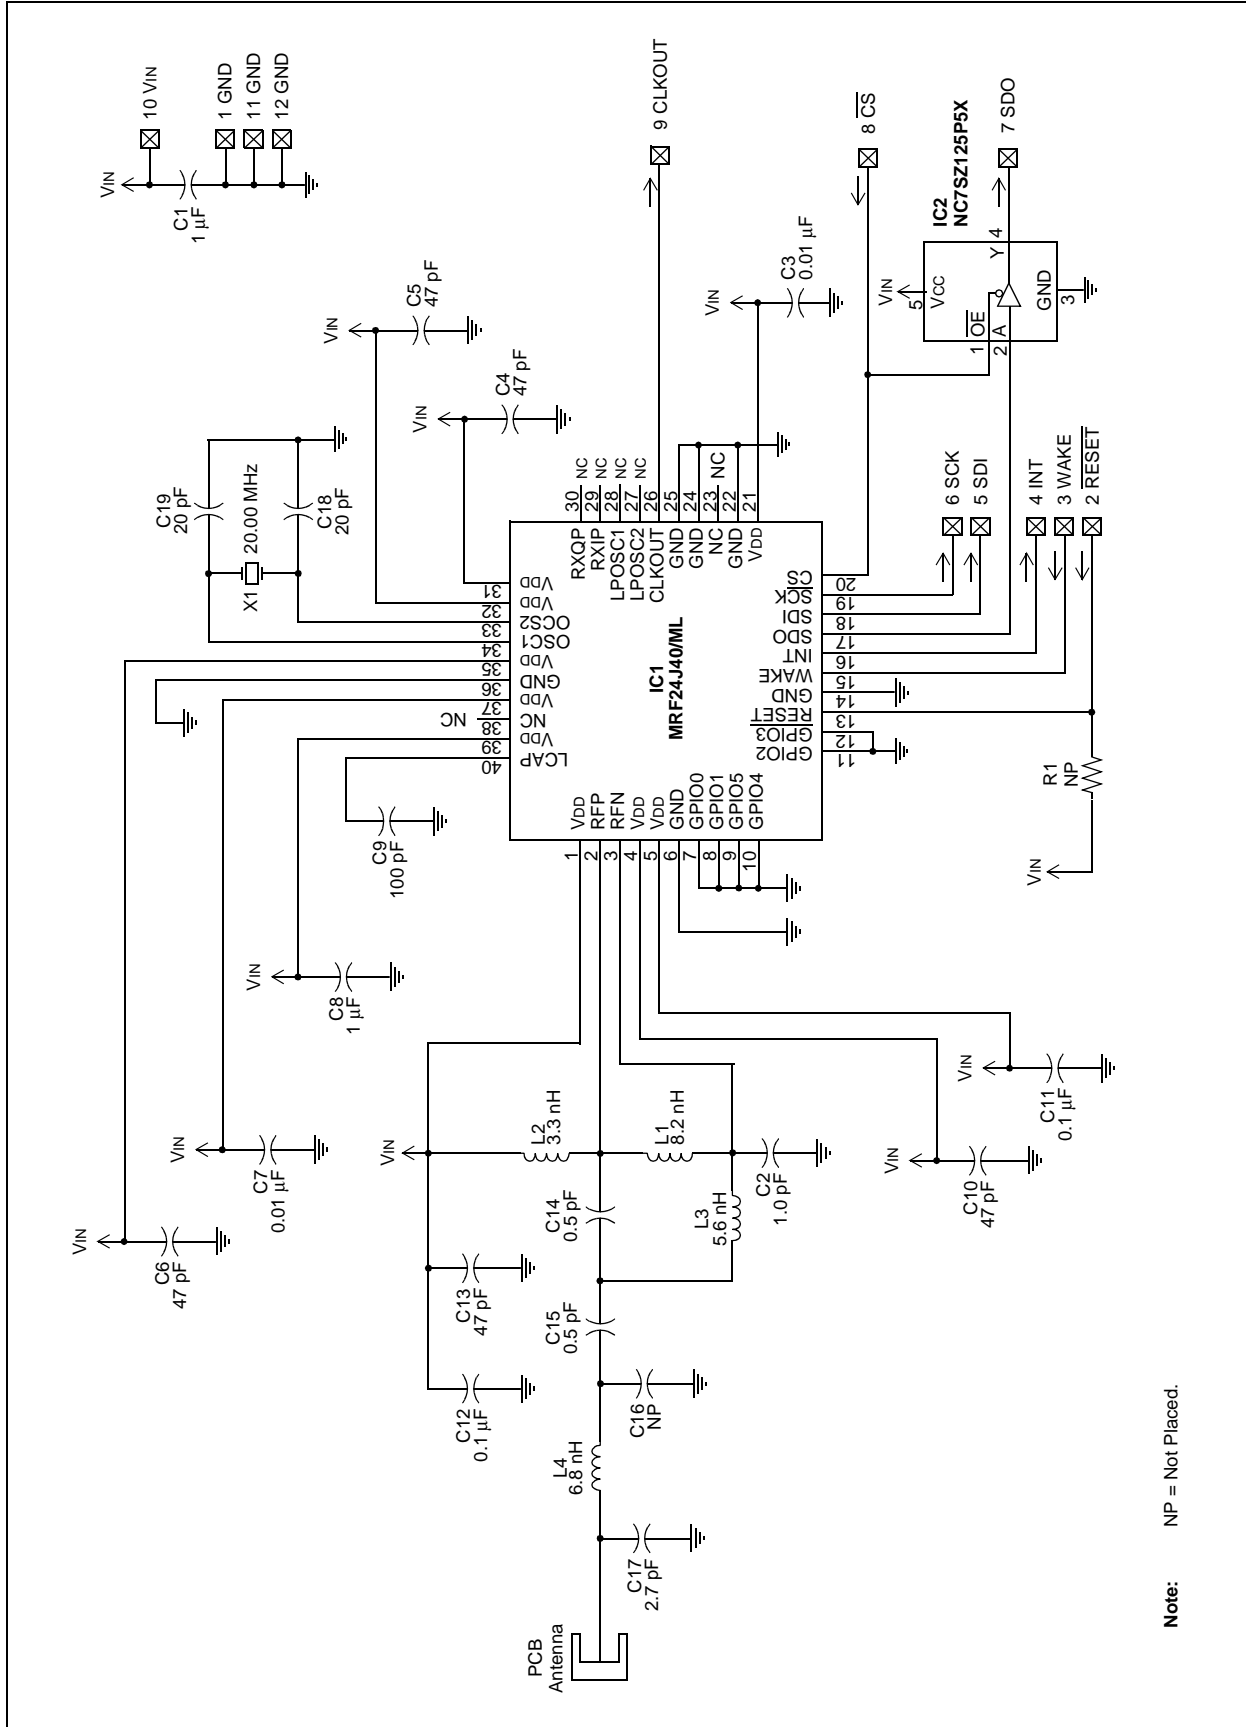 10 VIN
1 GND
11 GND
12 GND
VIN
C1
1 µF
9 CLKOUT
8 CS
7 SDO
IC2
NC7SZ125P5X
VIN
5
VCC
Y 4
1 OE
2 A
GND
3
VIN
C3
0.01 µF
VIN
C5
47 pF
VIN
C4
47 pF
C19
20 pF
X1
20.00 MHz
C18
20 pF
6 SCK
5 SDI
4 INT
3 WAKE
2 RESET
R1
NP
VIN
IC1
MRF24J40/ML
RXQP 30 NC
RXIP 29 NC
LPOSC1 28 NC
LPOSC2 27 NC
CLKOUT 26
GND 25
GND 24
NC 23 NC
GND 22
VDD 21
CS 20
SCK 19
SDI 18
SDO 17
INT 16
WAKE 15
GND 14
RESET 13
GPIO3 12
GPIO2 11
VDD 31
VDD 32
OCS2 33
OSC1 34
VDD 35
GND 36
VDD 37
NC 38 NC
VDD 39
LCAP 40
VDD 1
RFP 2
RFN 3
VDD 4
VDD 5
GND 6
GPIO0 7
GPIO1 8
GPIO5 9
GPIO4 10
C9
100 pF
VIN
C8
1 µF
VIN
C7
0.01 µF
VIN
C6
47 pF
VIN
L2
3.3 nH
L1
8.2 nH
C2
1.0 pF
L3
5.6 nH
C14
0.5 pF
C13
47 pF
C15
0.5 pF
C12
0.1 µF
C16
NP
L4
6.8 nH
C17
2.7 pF
PCB
Antenna
VIN
C11
0.1 µF
VIN
C10
47 pF
Note: NP = Not Placed.